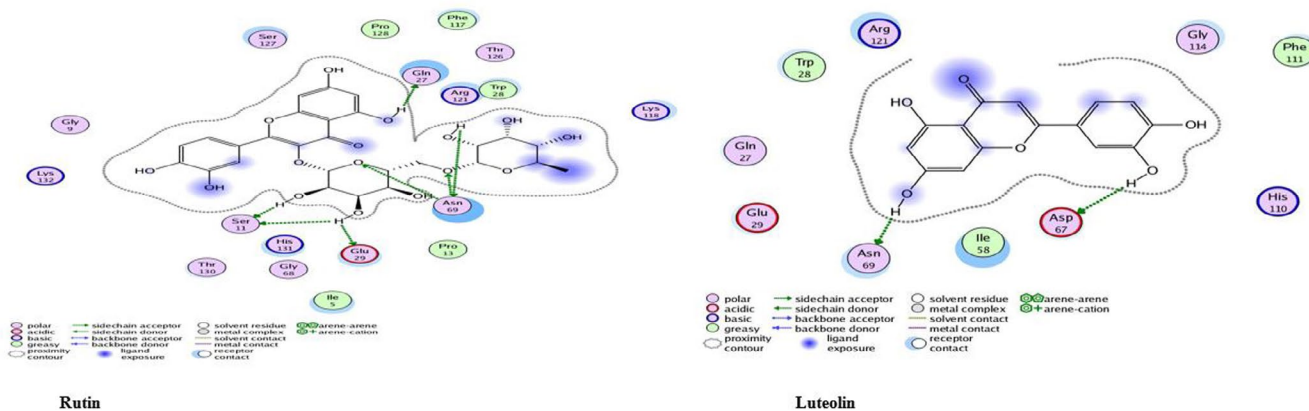 Ser
127
Pro
128
Phe
117
Thr
126
Gln
27
Arg
121
Trp
28
Lys
118
Gly
9
Lys
132
OH
HO
O
O
O
H
HO
OH
O
O
O
H
O
OH
OH
O
O
H
O
H
O
OH
Asn
69
Ser
11
His
131
Glu
29
Pro
13
Thr
130
Gly
68
Ile
5
polar
acidic
basic
greasy
proximity
contour
sidechain acceptor
sidechain donor
backbone acceptor
backbone donor
ligand
exposure
solvent residue
metal complex
solvent contact
metal contact
receptor
contact
arene-arene
arene-cation
Rutin
Arg
121
Gly
114
Phe
111
Trp
28
Gln
27
Glu
29
Asn
69
Ile
58
Asp
67
His
110
O
HO
O
O
H
OH
O
H
polar
acidic
basic
greasy
proximity
contour
sidechain acceptor
sidechain donor
backbone acceptor
backbone donor
ligand
exposure
solvent residue
metal complex
solvent contact
metal contact
receptor
contact
arene-arene
arene-cation
Luteolin